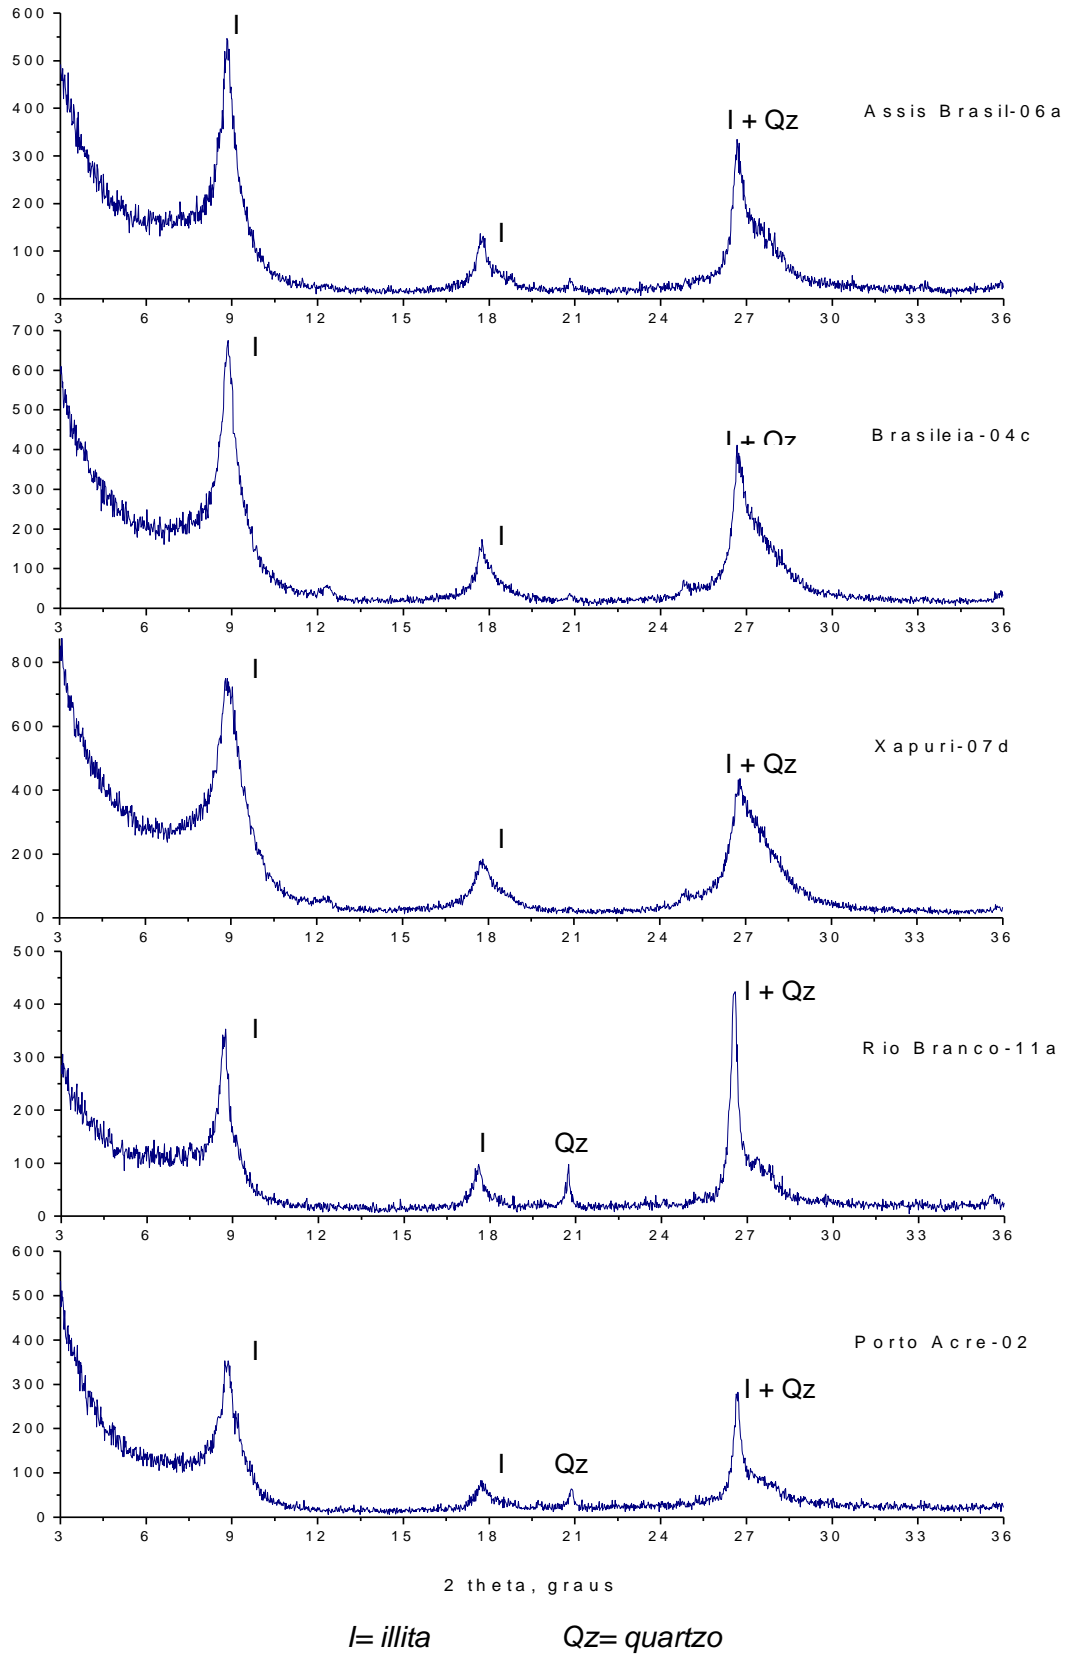 600
I
500
400
Assis Brasil-06a
I + Qz
300
200
I
100
0
3 6 9 12 15 18 21 24 27 30 33 36
700
I
600
500
I + Qz
Brasileia-04c
400
300
200
I
100
0
3 6 9 12 15 18 21 24 27 30 33 36
800
I
Xapuri-07d
I + Qz
600
400
I
200
0
3 6 9 12 15 18 21 24 27 30 33 36
500
I + Qz
400
I
Rio Branco-11a
300
200
I Qz
100
0
3 6 9 12 15 18 21 24 27 30 33 36
600
500
400
I
Porto Acre-02
I + Qz
300
200
I Qz
100
0
3 6 9 12 15 18 21 24 27 30 33 36
2 theta, graus
I= illita Qz= quartzo